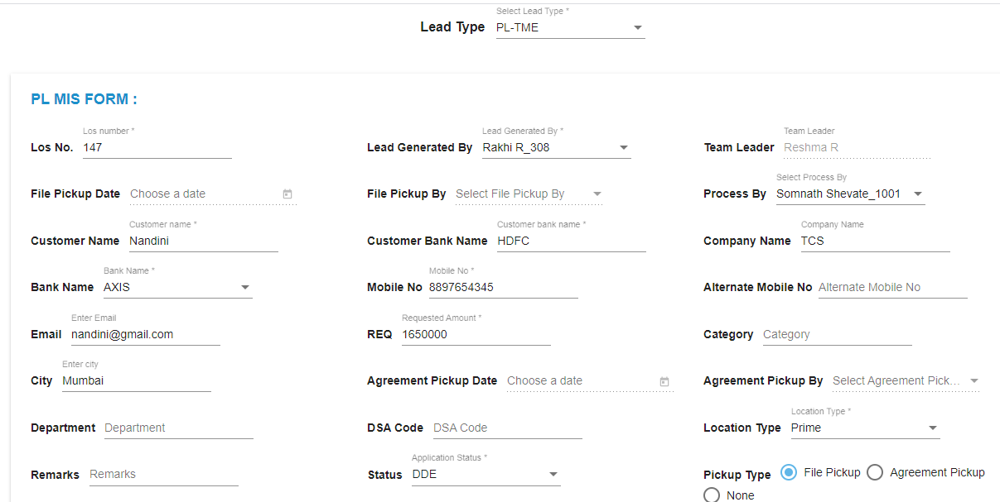 Select Lead Type *
Lead Type PL-TME
PL MIS FORM :
Los number *
Los No. 147
Lead Generated By *
Lead Generated By Rakhi R_308
Team Leader
Team Leader Reshma R
File Pickup Date Choose a date
File Pickup By Select File Pickup By
Select Process By
Process By Somnath Shevate_1001
Customer name *
Customer Name Nandini
Customer bank name *
Customer Bank Name HDFC
Company Name
Company Name TCS
Bank Name *
Bank Name AXIS
Mobile No *
Mobile No 8897654345
Alternate Mobile No Alternate Mobile No
Enter Email
Email nandini@gmail.com
Requested Amount *
REQ 1650000
Category Category
Enter city
City Mumbai
Agreement Pickup Date Choose a date
Agreement Pickup By Select Agreement Pick...
Department Department
DSA Code DSA Code
Location Type *
Location Type Prime
Remarks Remarks
Application Status *
Status DDE
Pickup Type File Pickup Agreement Pickup
None